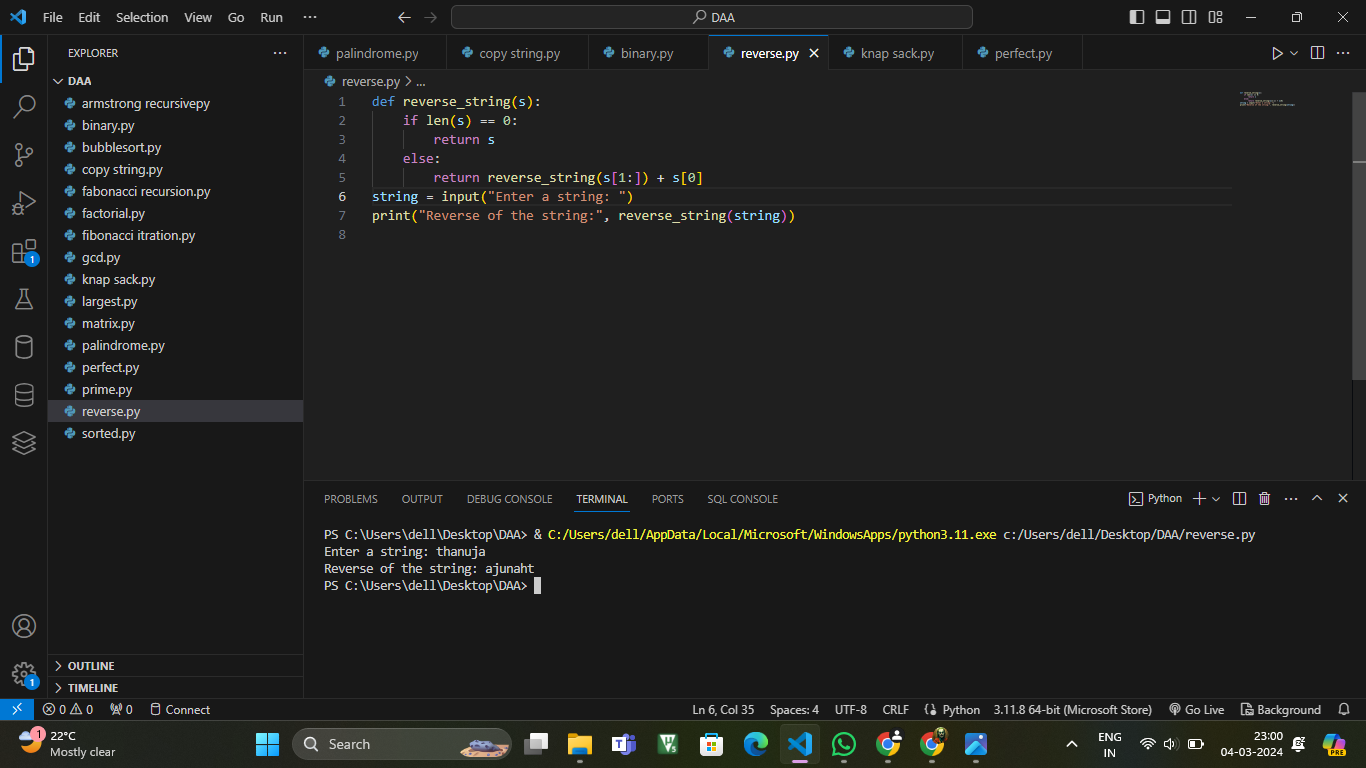 File Edit Selection View Go Run ··· DAA
EXPLORER ···
palindrome.py copy string.py binary.py reverse.py knap sack.py perfect.py
DAA
armstrong recursivepy
binary.py
bubblesort.py
copy string.py
fabonacci recursion.py
factorial.py
fibonacci itration.py
gcd.py
knap sack.py
largest.py
matrix.py
palindrome.py
perfect.py
prime.py
reverse.py
sorted.py
OUTLINE
TIMELINE
1
1
reverse.py > ...
1 def reverse_string(s):
2 if len(s) == 0:
3 return s
4 else:
5 return reverse_string(s[1:]) + s[0]
6 string = input("Enter a string: ")
7 print("Reverse of the string:", reverse_string(string))
8
PROBLEMS OUTPUT DEBUG CONSOLE TERMINAL PORTS SQL CONSOLE Python
PS C:\Users\dell\Desktop\DAA> & C:/Users/dell/AppData/Local/Microsoft/WindowsApps/python3.11.exe c:/Users/dell/Desktop/DAA/reverse.py
Enter a string: thanuja
Reverse of the string: ajunaht
PS C:\Users\dell\Desktop\DAA>
0 0 0 Connect Ln 6, Col 35 Spaces: 4 UTF-8 CRLF Python 3.11.8 64-bit (Microsoft Store) Go Live Background
1 22°C
Mostly clear
Search
ENG
IN
23:00
04-03-2024
PRE